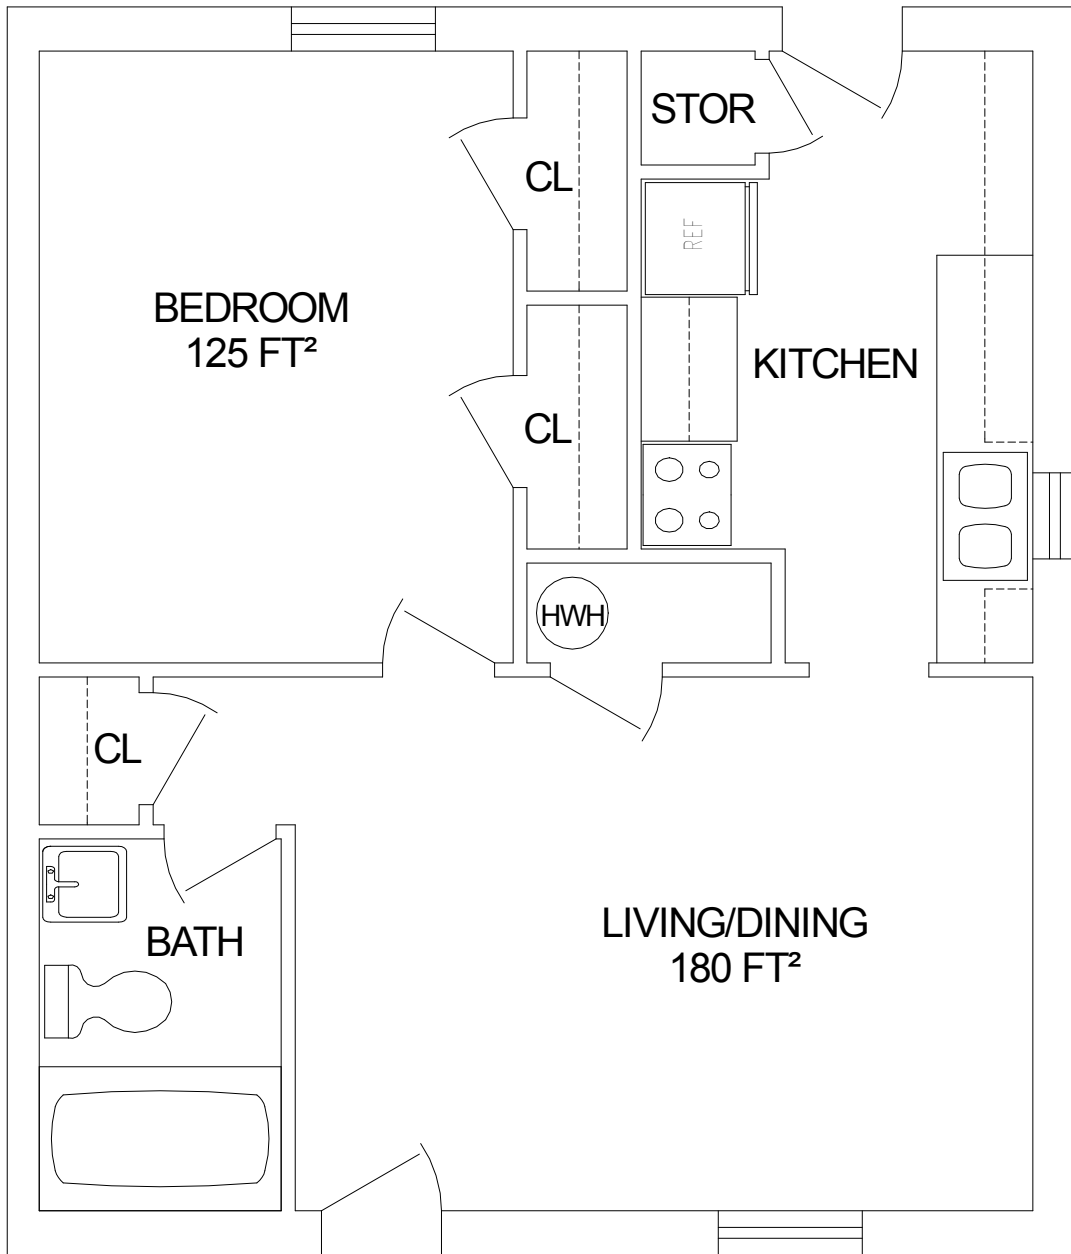 STOR
CL
REF
BEDROOM
125 FT²
KITCHEN
CL
HWH
CL
LIVING/DINING
180 FT²
BATH